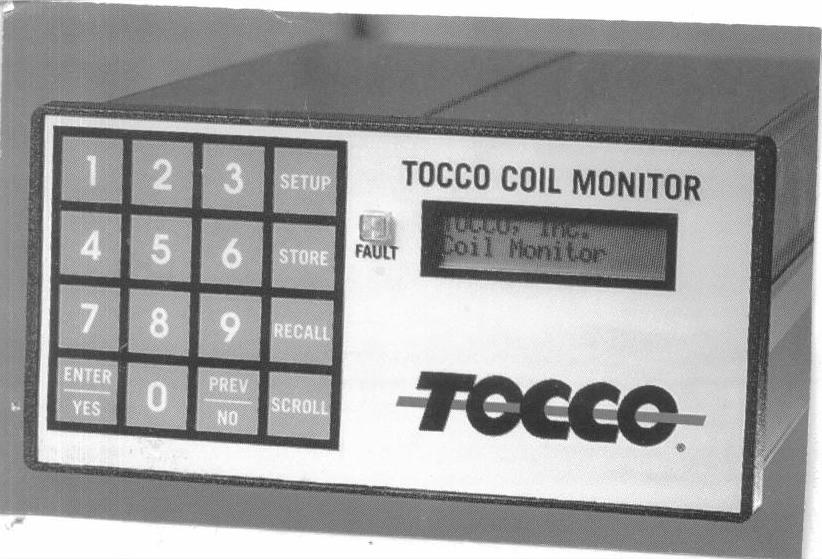 1 2 3 SETUP
4 5 6 STORE
7 8 9 RECALL
ENTER
YES
0
PREV
NO
SCROLL
FAULT
TOCCO COIL MONITOR
TOCCO, Inc.
Coil Monitor
TOCCO®